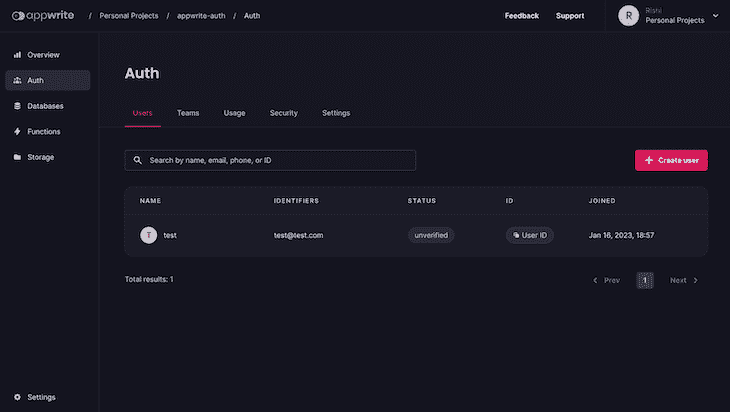 appwrite / Personal Projects / appwrite-auth / Auth Feedback Support R Rishi Personal Projects
Overview
Auth
Databases
Functions
Storage
Settings
Auth
Users Teams Usage Security Settings
Search by name, email, phone, or ID Create user
NAME IDENTIFIERS STATUS ID JOINED
T test test@test.com unverified User ID Jan 16, 2023, 18:57
Total results: 1 Prev 1 Next